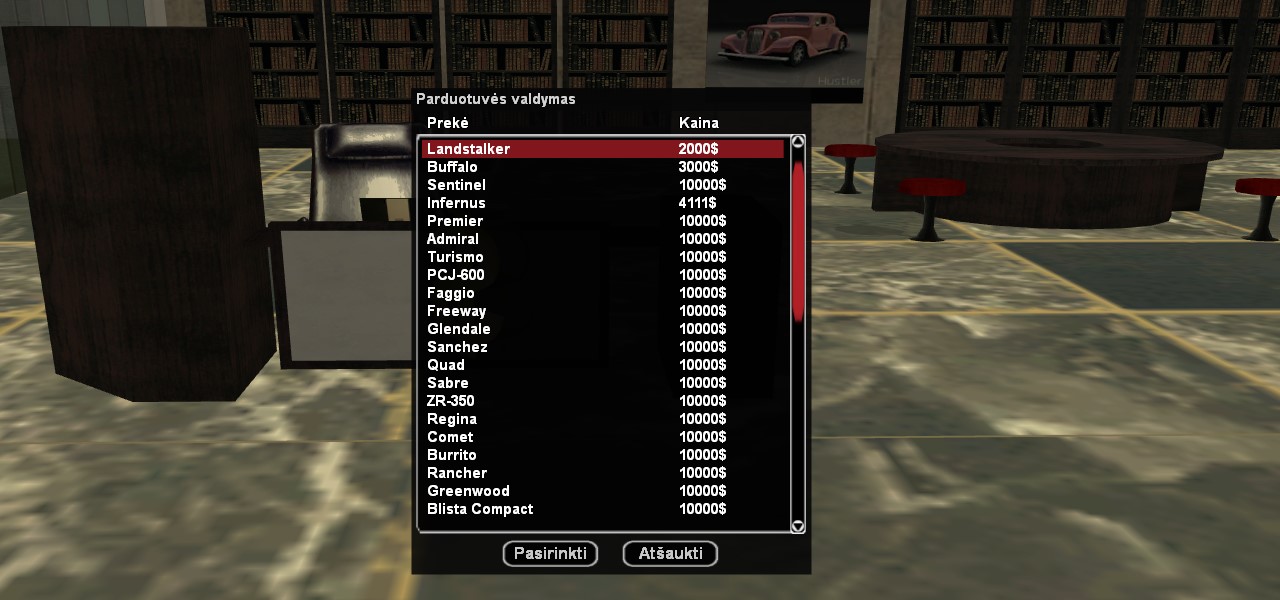 Hustler
Parduotuvės valdymas
Prekė Kaina
Landstalker 2000$
Buffalo 3000$
Sentinel 10000$
Infernus 4111$
Premier 10000$
Admiral 10000$
Turismo 10000$
PCJ-600 10000$
Faggio 10000$
Freeway 10000$
Glendale 10000$
Sanchez 10000$
Quad 10000$
Sabre 10000$
ZR-350 10000$
Regina 10000$
Comet 10000$
Burrito 10000$
Rancher 10000$
Greenwood 10000$
Blista Compact 10000$
Pasirinkti Atšaukti